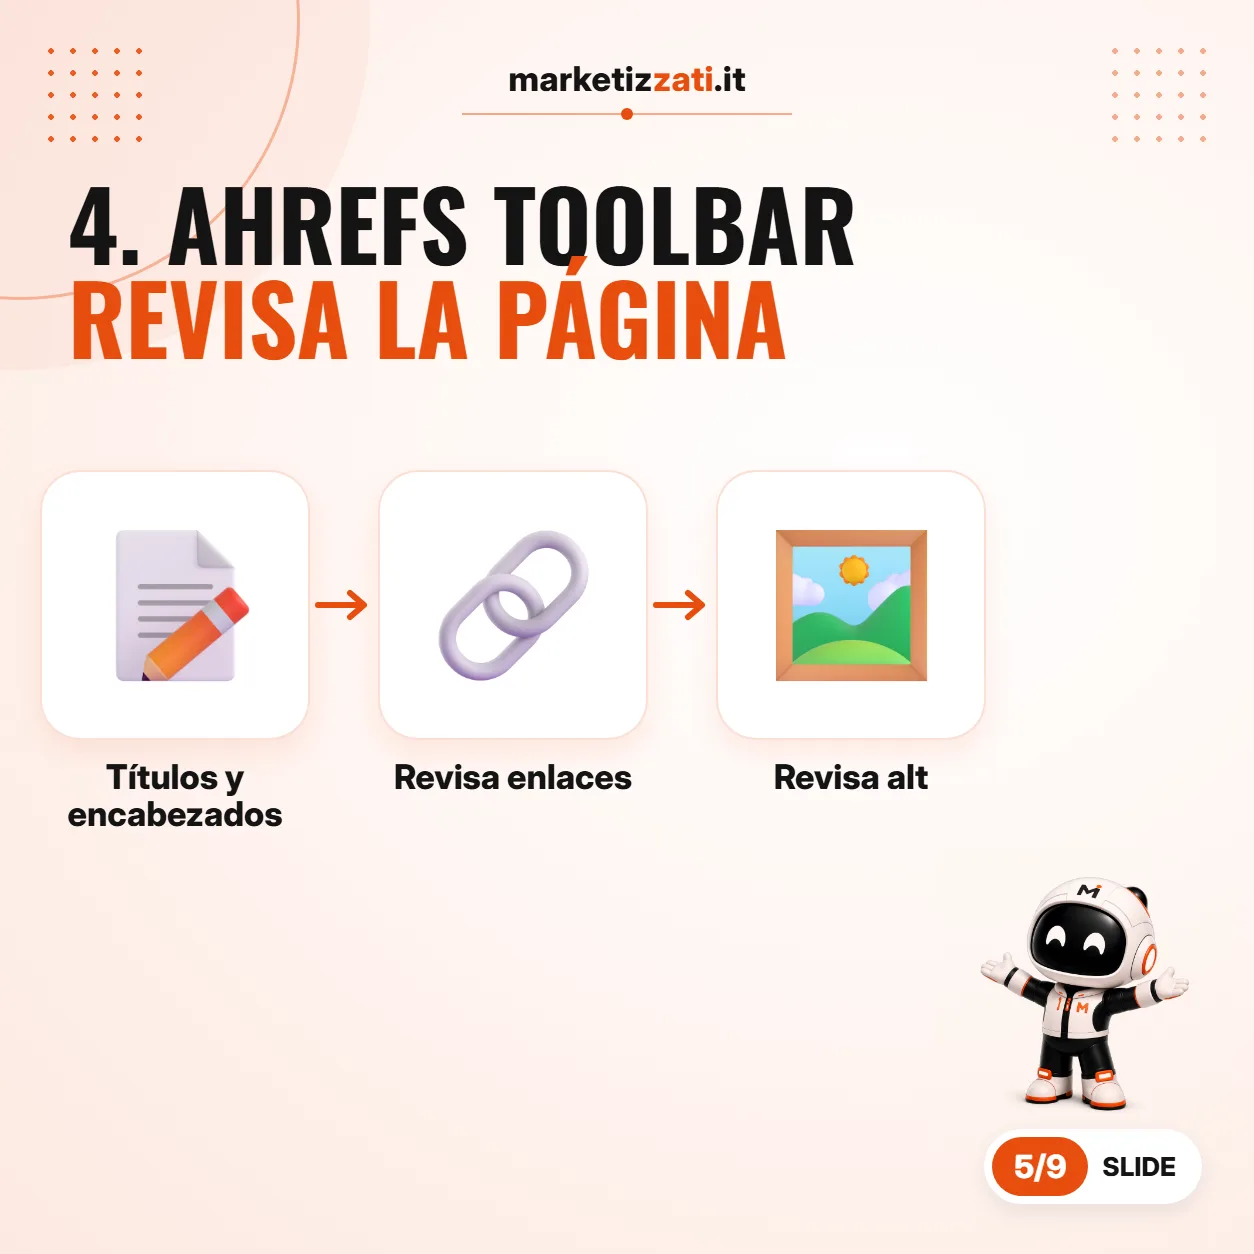 marketizzati.it
4. AHREFS TOOLBAR
REVISA LA PÁGINA
Títulos y
encabezados
Revisa enlaces
Revisa alt
5/9 SLIDE